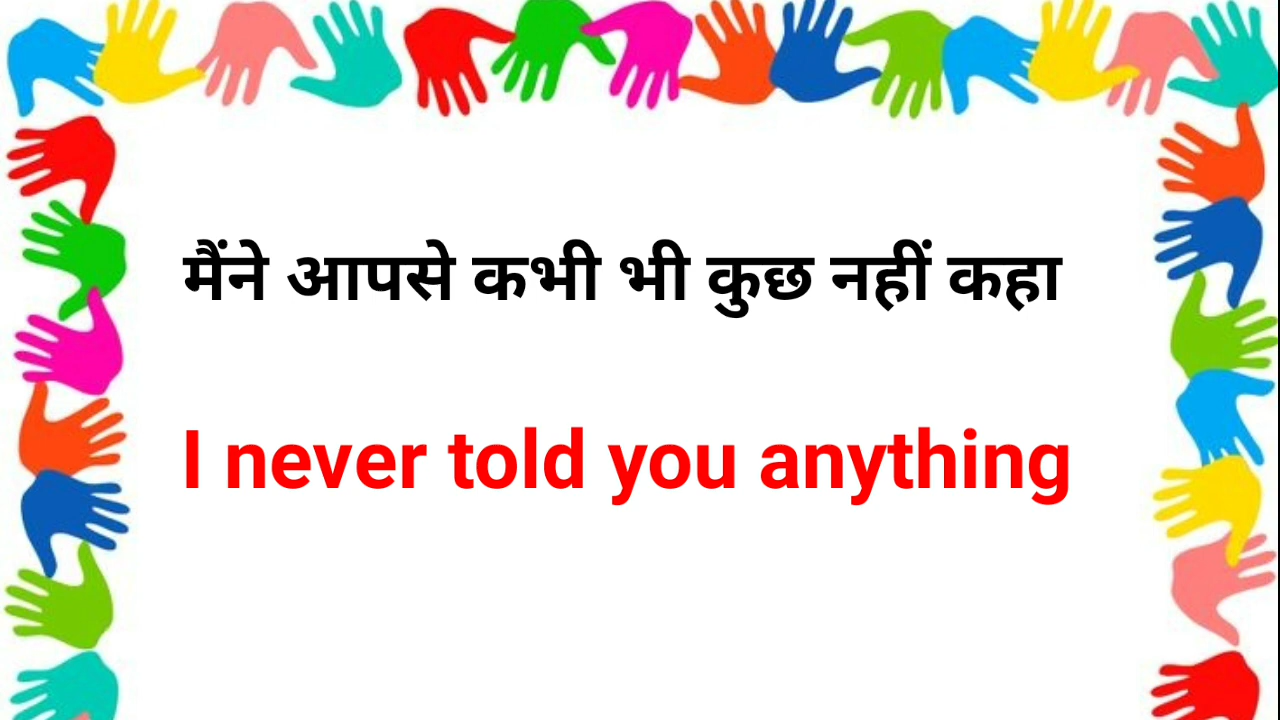 मैंने आपसे कभी भी कुछ नहीं कहा
I never told you anything